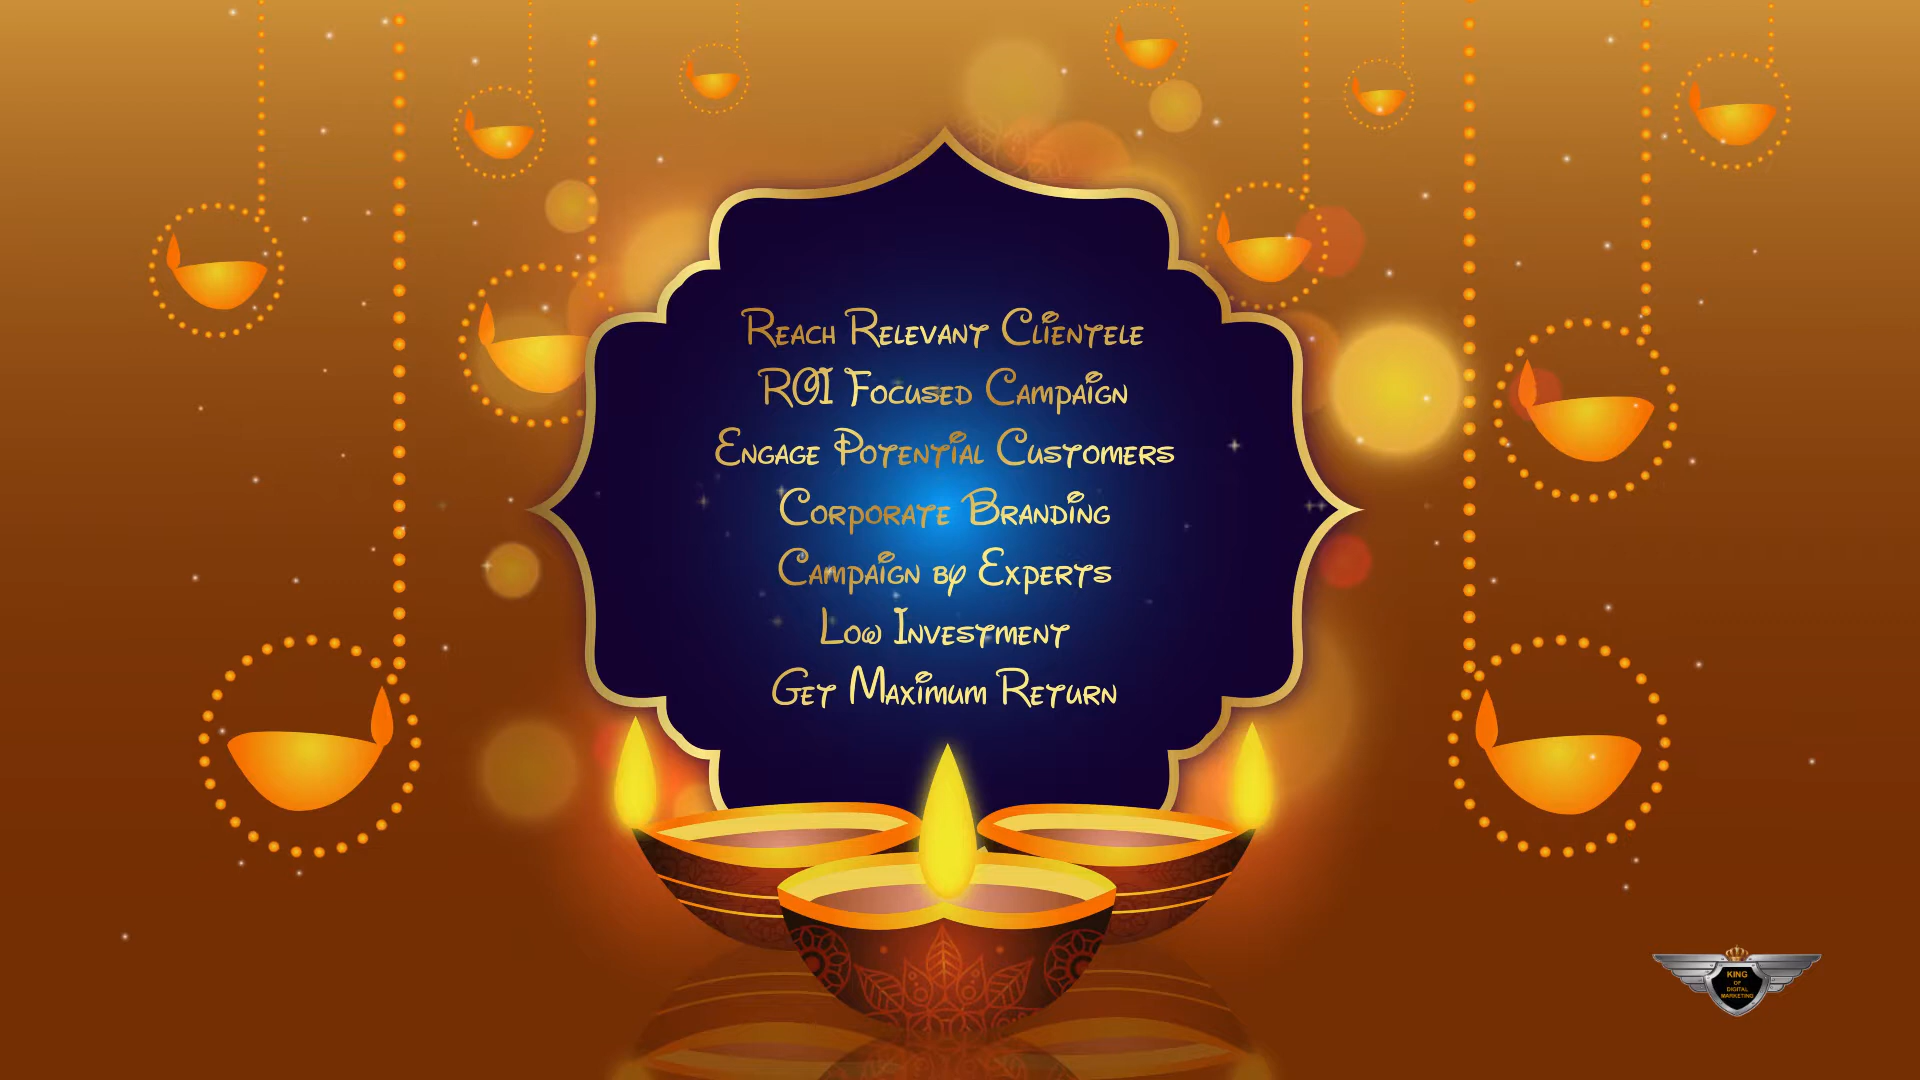 Reach Relevant Clientele
ROI Focused Campaign
Engage Potential Customers
Corporate Branding
Campaign by Experts
Low Investment
Get Maximum Return
KING
OF
DIGITAL
MARKETING